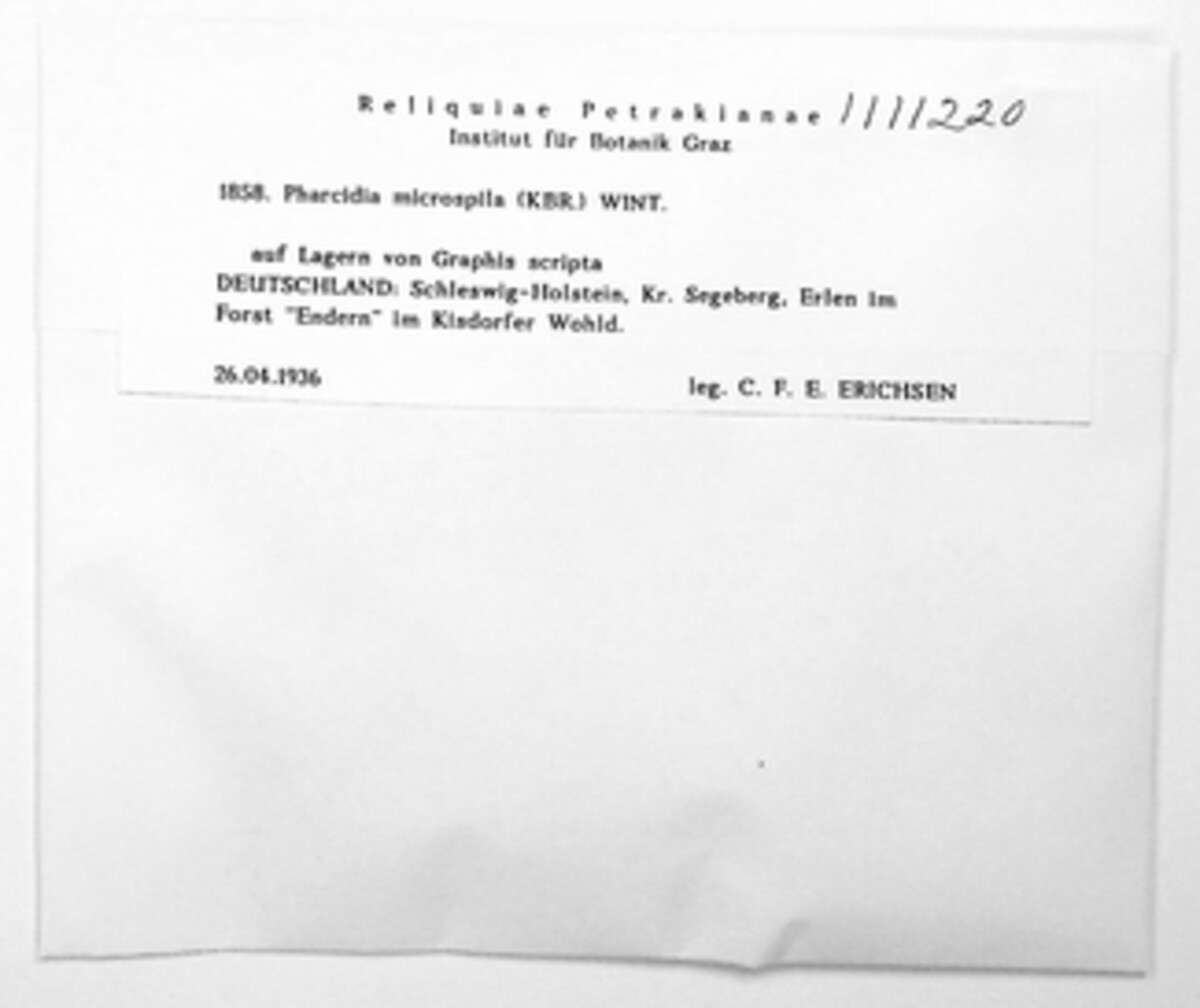 Reliquiae Petrakianae 1111220
Institut für Botanik Graz
1858. Pharcidia microspila (KBR.) WINT.
auf Lagern von Graphis scripta
DEUTSCHLAND: Schleswig-Holstein, Kr. Segeberg, Erlen im
Forst "Endern" im Kisdorfer Wohld.
26.04.1936 leg. C. F. E. ERICHSEN